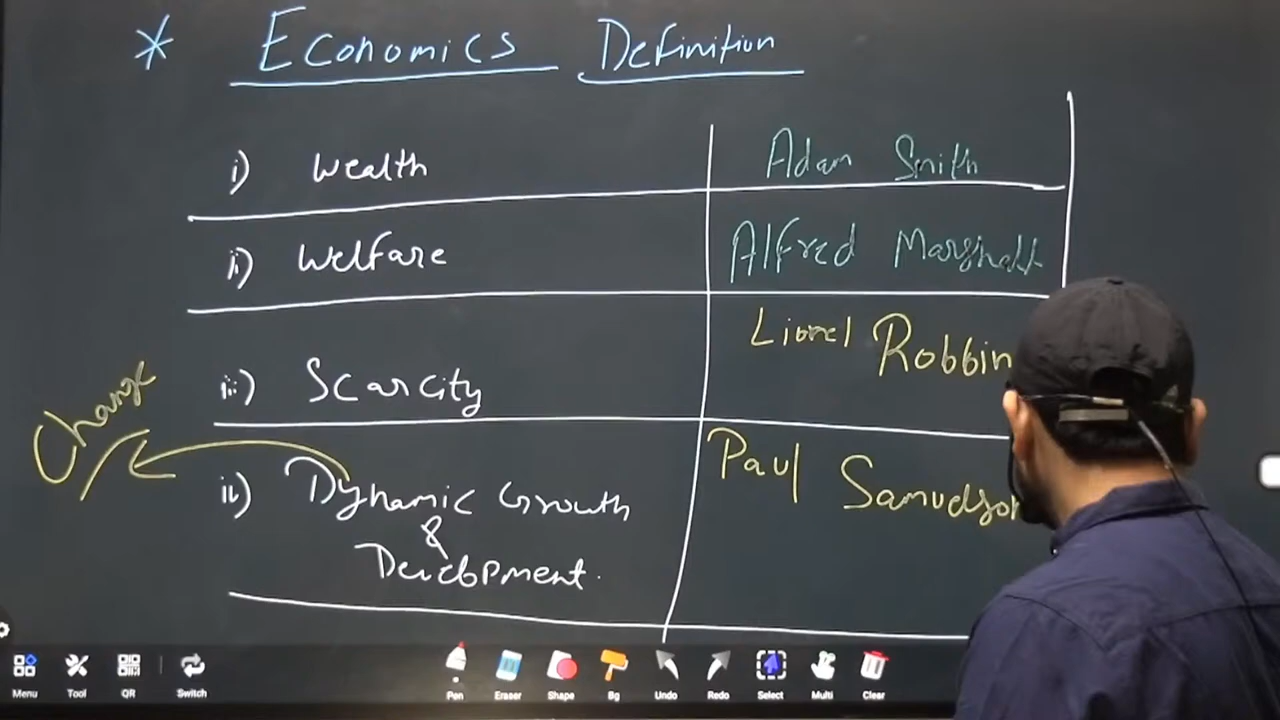 * Economics Definition
i) Wealth Adam Smith
ii) Welfare Alfred Marshall
Lionel Robbin
iii) Scarcity
Change
Paul Samuelson
iv) Dynamic Growth
&
Development.
Menu Tool QR Switch Pen Eraser Shape Bg Undo Redo Select Multi Clear